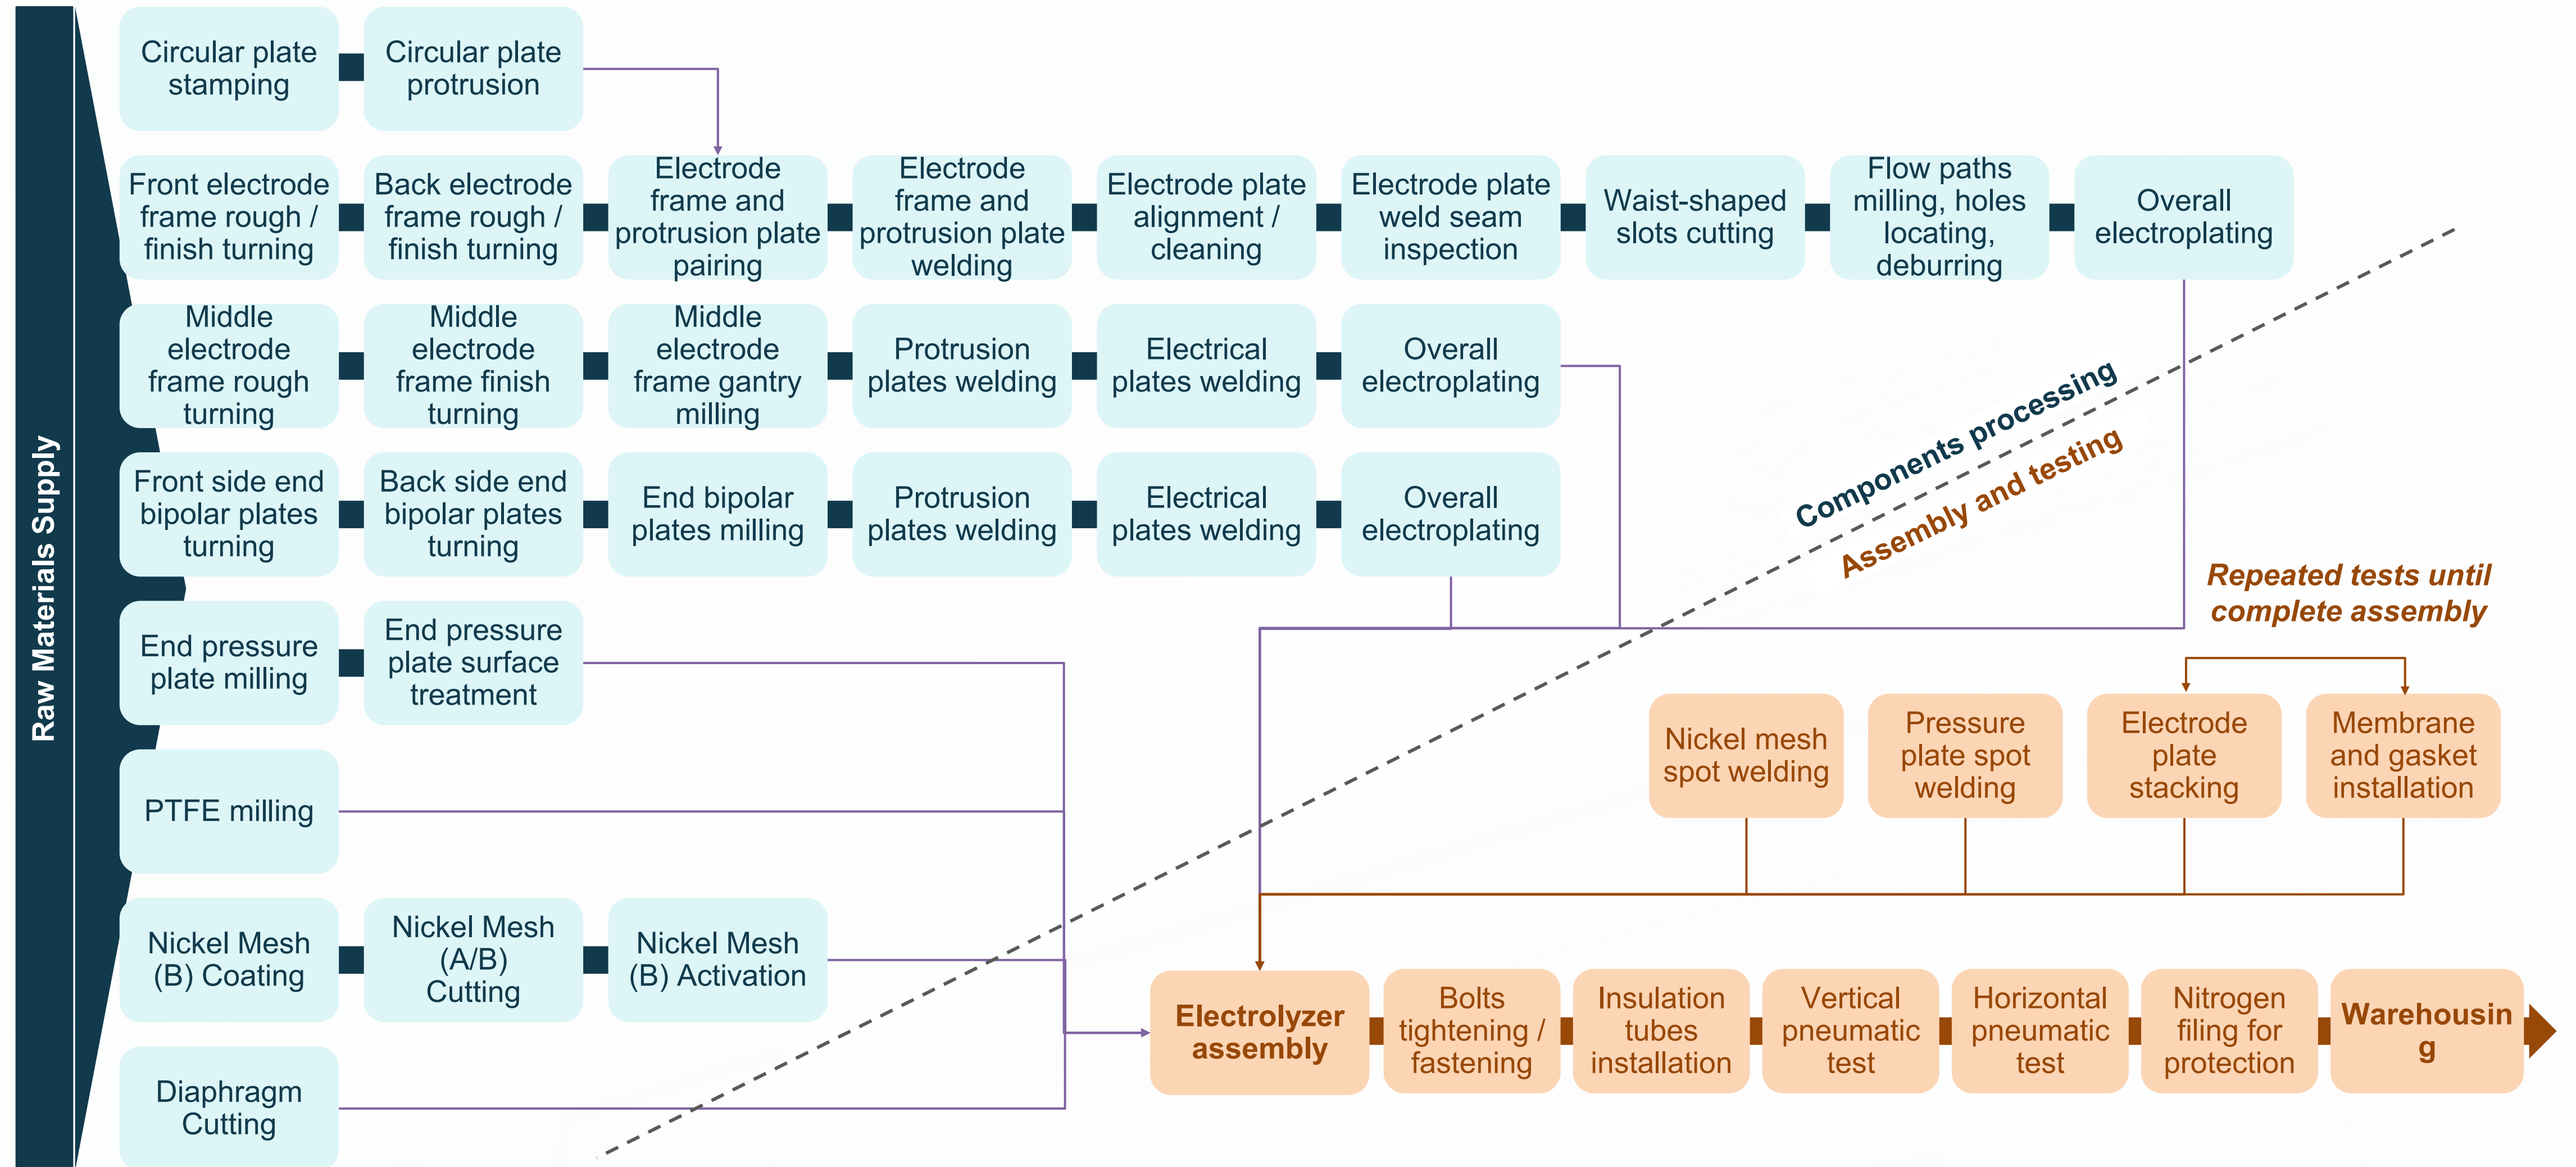 Raw Materials Supply
Circular plate
stamping
Circular plate
protrusion
Front electrode
frame rough /
finish turning
Back electrode
frame rough /
finish turning
Electrode
frame and
protrusion plate
pairing
Electrode
frame and
protrusion plate
welding
Electrode plate
alignment /
cleaning
Electrode plate
weld seam
inspection
Waist-shaped
slots cutting
Flow paths
milling, holes
locating,
deburring
Overall
electroplating
Middle
electrode
frame rough
turning
Middle
electrode
frame finish
turning
Middle
electrode
frame gantry
milling
Protrusion
plates welding
Electrical
plates welding
Overall
electroplating
Front side end
bipolar plates
turning
Back side end
bipolar plates
turning
End bipolar
plates milling
Protrusion
plates welding
Electrical
plates welding
Overall
electroplating
Components processing
Assembly and testing
End pressure
plate milling
End pressure
plate surface
treatment
Repeated tests until
complete assembly
PTFE milling
Nickel mesh
spot welding
Pressure
plate spot
welding
Electrode
plate
stacking
Membrane
and gasket
installation
Nickel Mesh
(B) Coating
Nickel Mesh
(A/B)
Cutting
Nickel Mesh
(B) Activation
Diaphragm
Cutting
Electrolyzer
assembly
Bolts
tightening /
fastening
Insulation
tubes
installation
Vertical
pneumatic
test
Horizontal
pneumatic
test
Nitrogen
filing for
protection
Warehousin
g